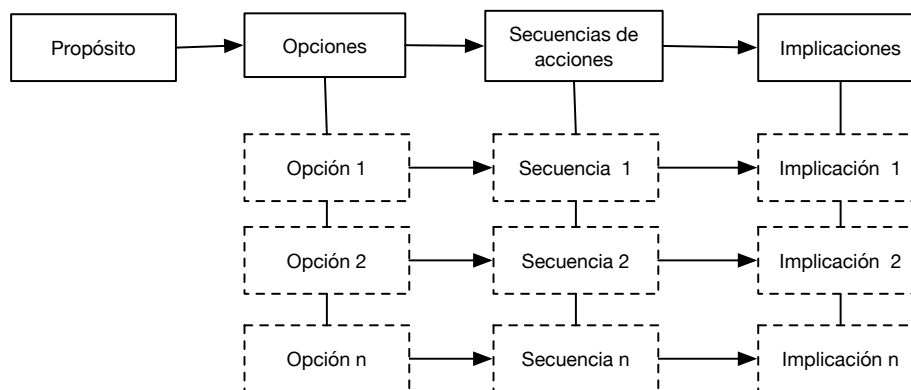 Propósito
Opciones
Secuencias de
acciones
Implicaciones
Opción 1
Secuencia 1
Implicación 1
Opción 2
Secuencia 2
Implicación 2
Opción n
Secuencia n
Implicación n